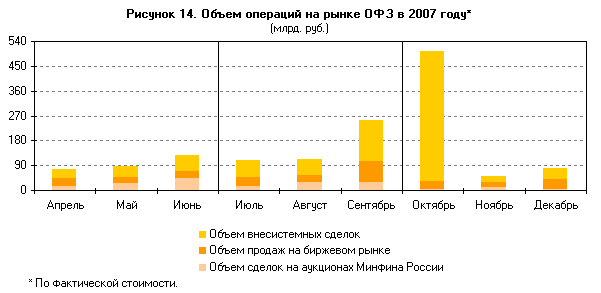 Рисунок 14. Объем операций на рынке ОФЗ в 2007 году*
(млрд. руб.)
540
450
360
270
180
90
0
Апрель Май Июнь Июль Август Сентябрь Октябрь Ноябрь Декабрь
Объем внесистемных сделок
Объем продаж на биржевом рынке
Объем сделок на аукционах Минфина России
* По фактической стоимости.